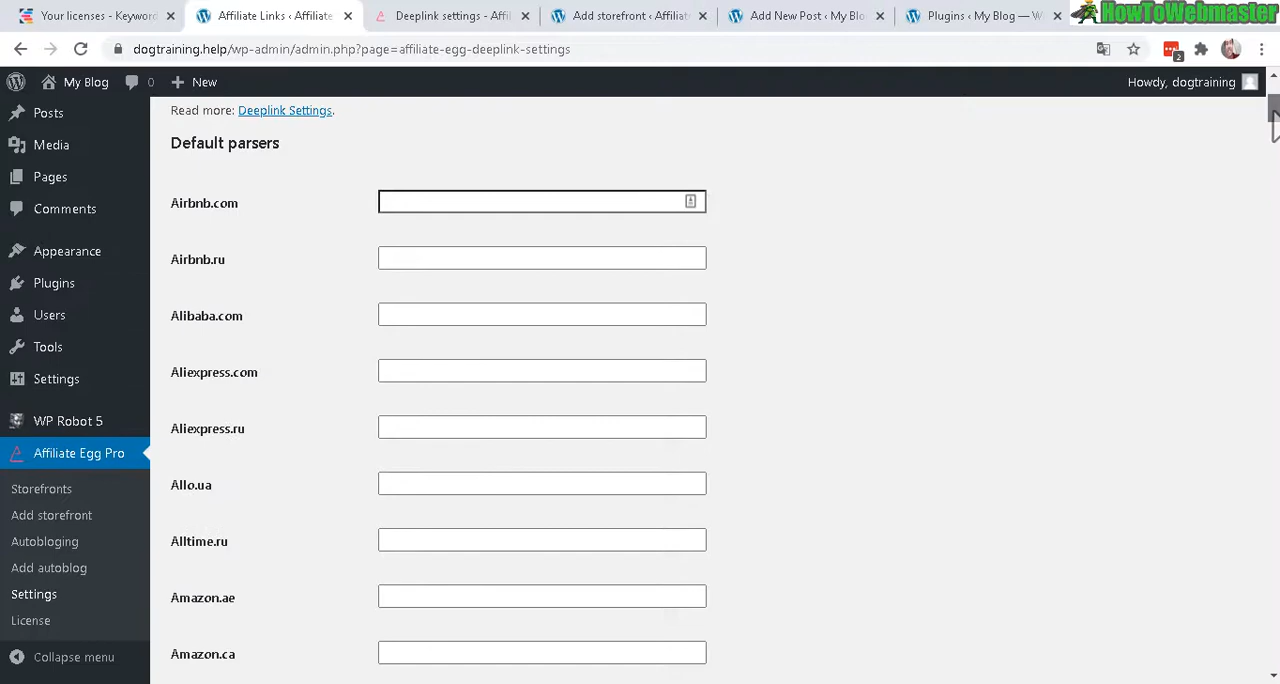 Your licenses - Keyword
Affiliate Links ‹ Affiliate
Deeplink
Add storefront ‹ Affiliat
Add New Post ‹ My Blo
Plugins ‹ My Blog —
HowToWebmaster
dogtraining.help/wp-admin/admin.php?page=affiliate-egg-deeplink-settings
2
My Blog
0
New
Howdy, dogtraining
Posts
Media
Pages
Comments
Appearance
Plugins
Users
Tools
Settings
WP Robot 5
Affiliate Egg Pro
Storefronts
Add storefront
Autobloging
Add autoblog
Settings
License
Collapse menu
Read more: Deeplink Settings.
Default parsers
Airbnb.com
Airbnb.ru
Alibaba.com
Aliexpress.com
Aliexpress.ru
Allo.ua
Alltime.ru
Amazon.ae
Amazon.ca